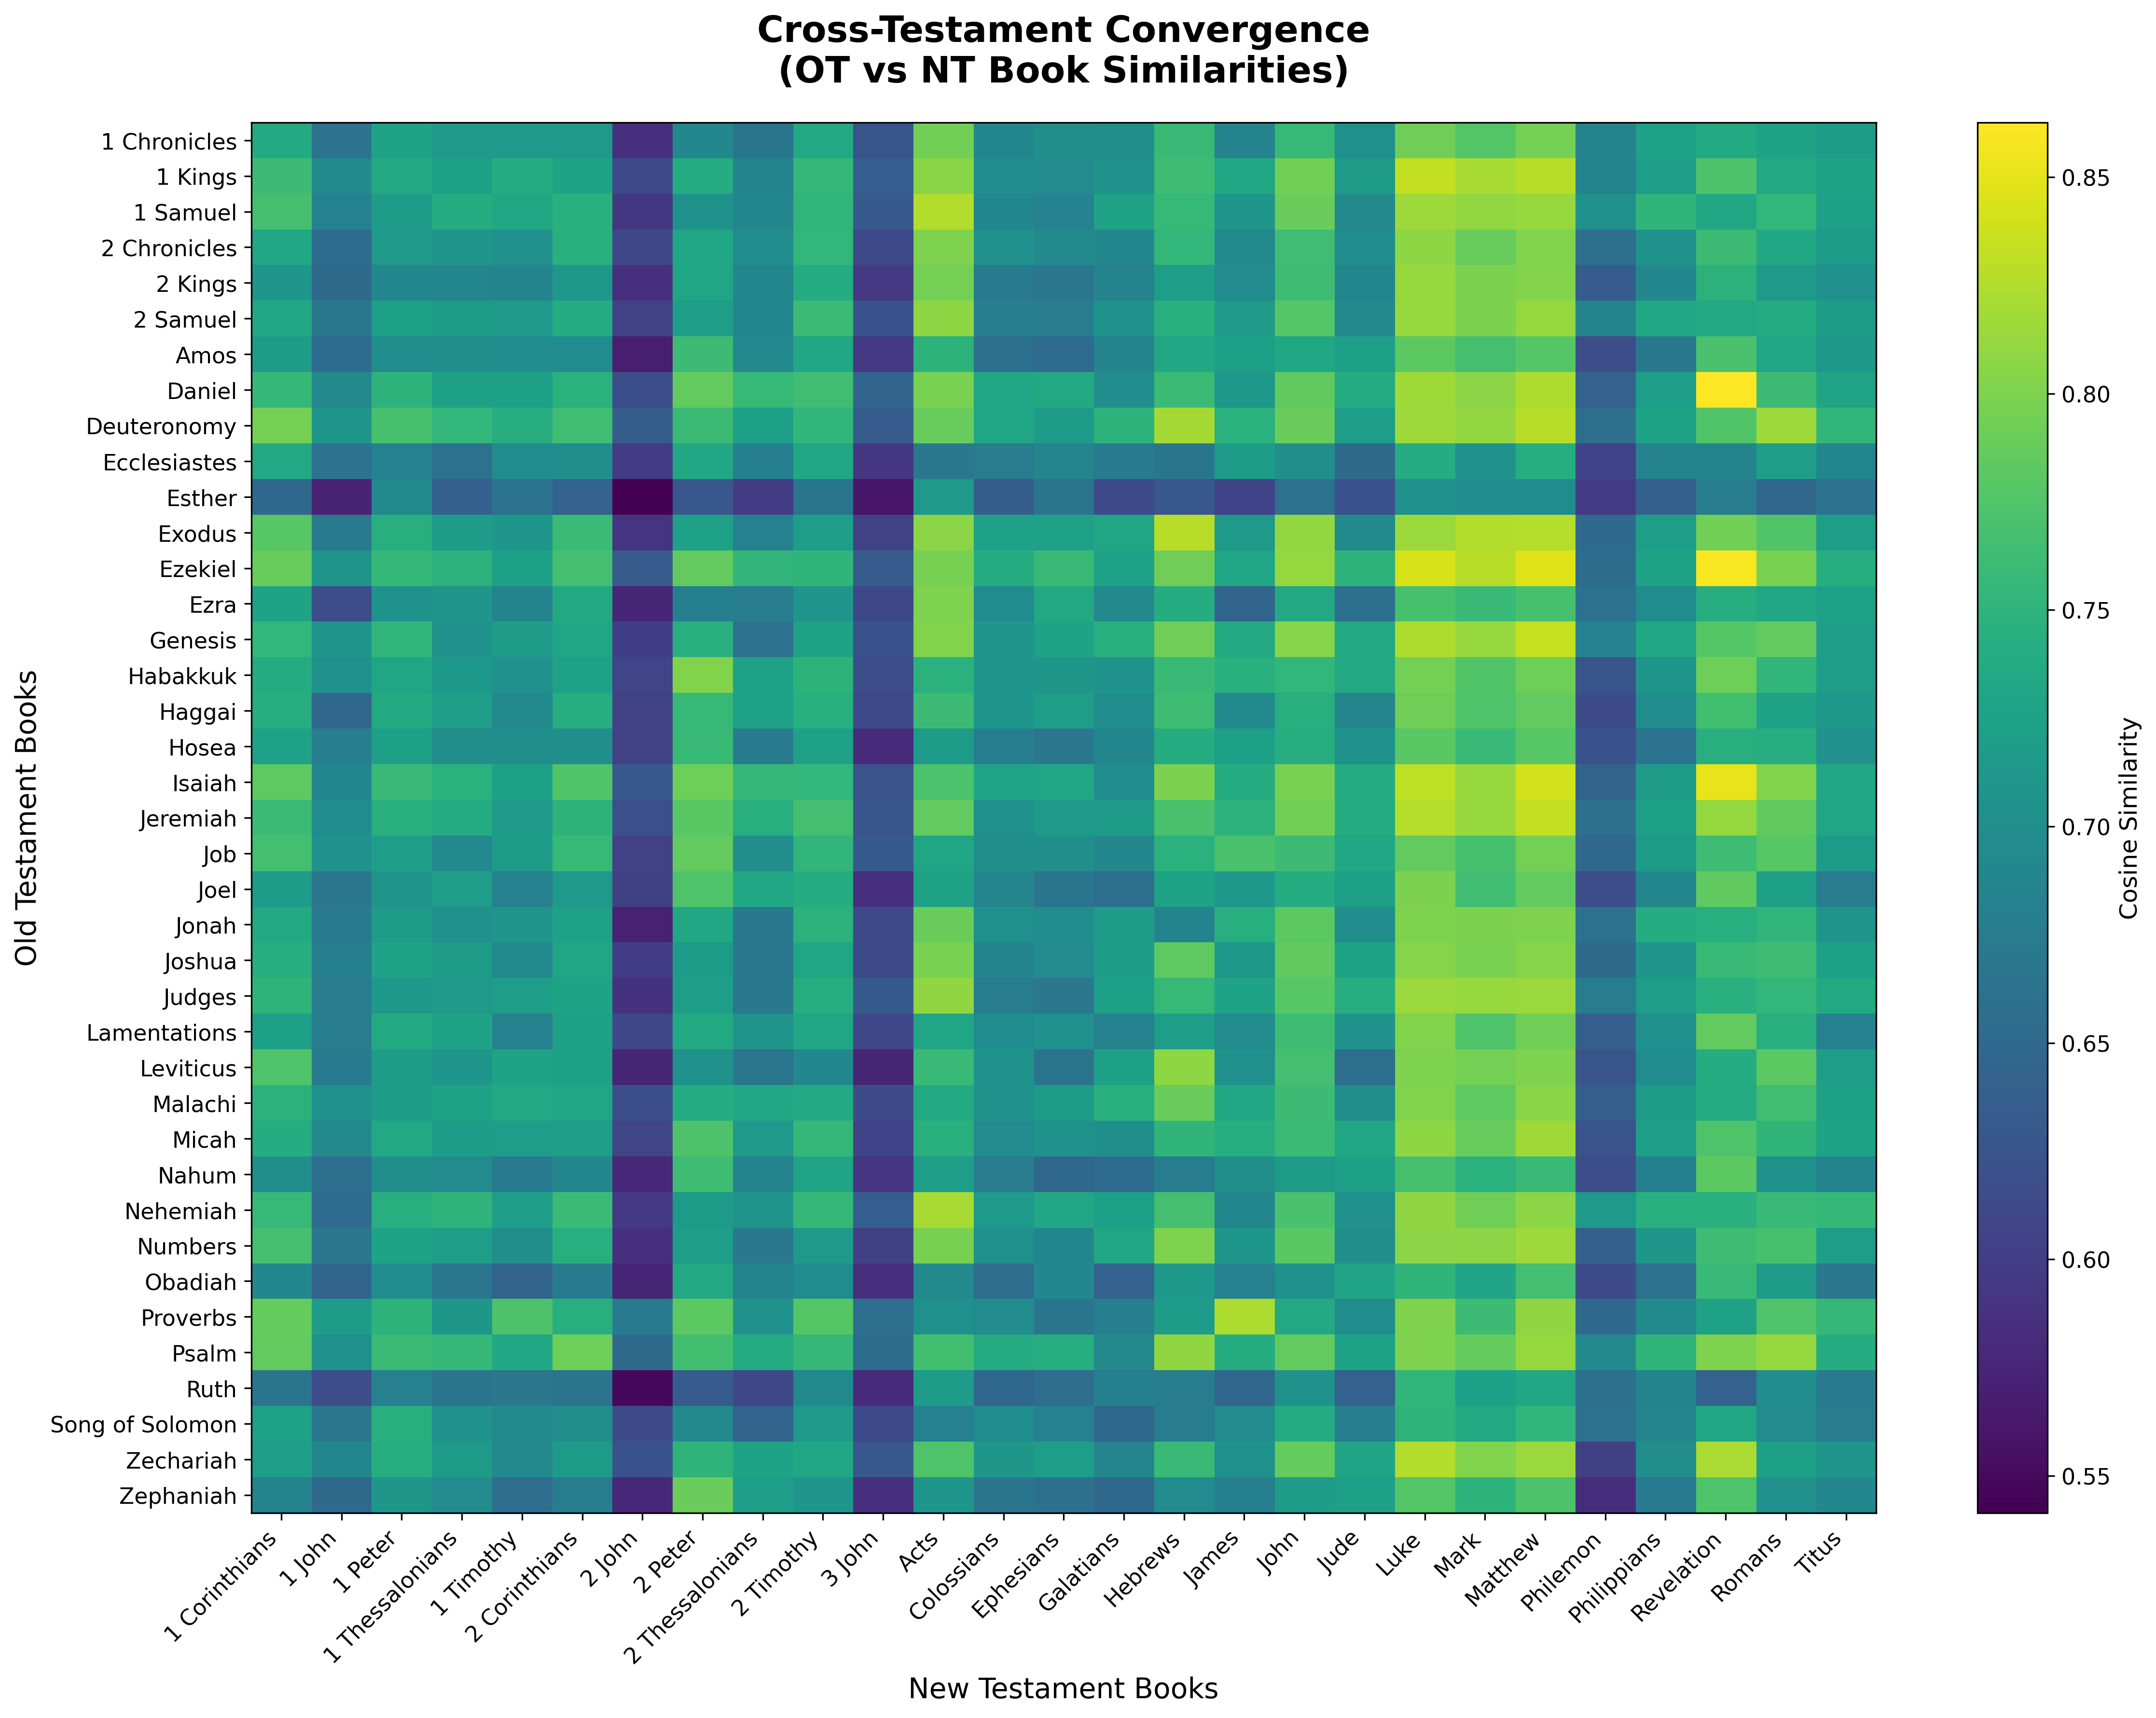 Cross-Testament Convergence
(OT vs NT Book Similarities)
Old Testament Books
1 Chronicles
1 Kings
1 Samuel
2 Chronicles
2 Kings
2 Samuel
Amos
Daniel
Deuteronomy
Ecclesiastes
Esther
Exodus
Ezekiel
Ezra
Genesis
Habakkuk
Haggai
Hosea
Isaiah
Jeremiah
Job
Joel
Jonah
Joshua
Judges
Lamentations
Leviticus
Malachi
Micah
Nahum
Nehemiah
Numbers
Obadiah
Proverbs
Psalm
Ruth
Song of Solomon
Zechariah
Zephaniah
1 Corinthians
1 John
1 Peter
1 Thessalonians
1 Timothy
2 Corinthians
2 John
2 Peter
2 Thessalonians
2 Timothy
3 John
Acts
Colossians
Ephesians
Galatians
Hebrews
James
John
Jude
Luke
Mark
Matthew
Philemon
Philippians
Revelation
Romans
Titus
New Testament Books
0.85
0.80
0.75
0.70
0.65
0.60
0.55
Cosine Similarity